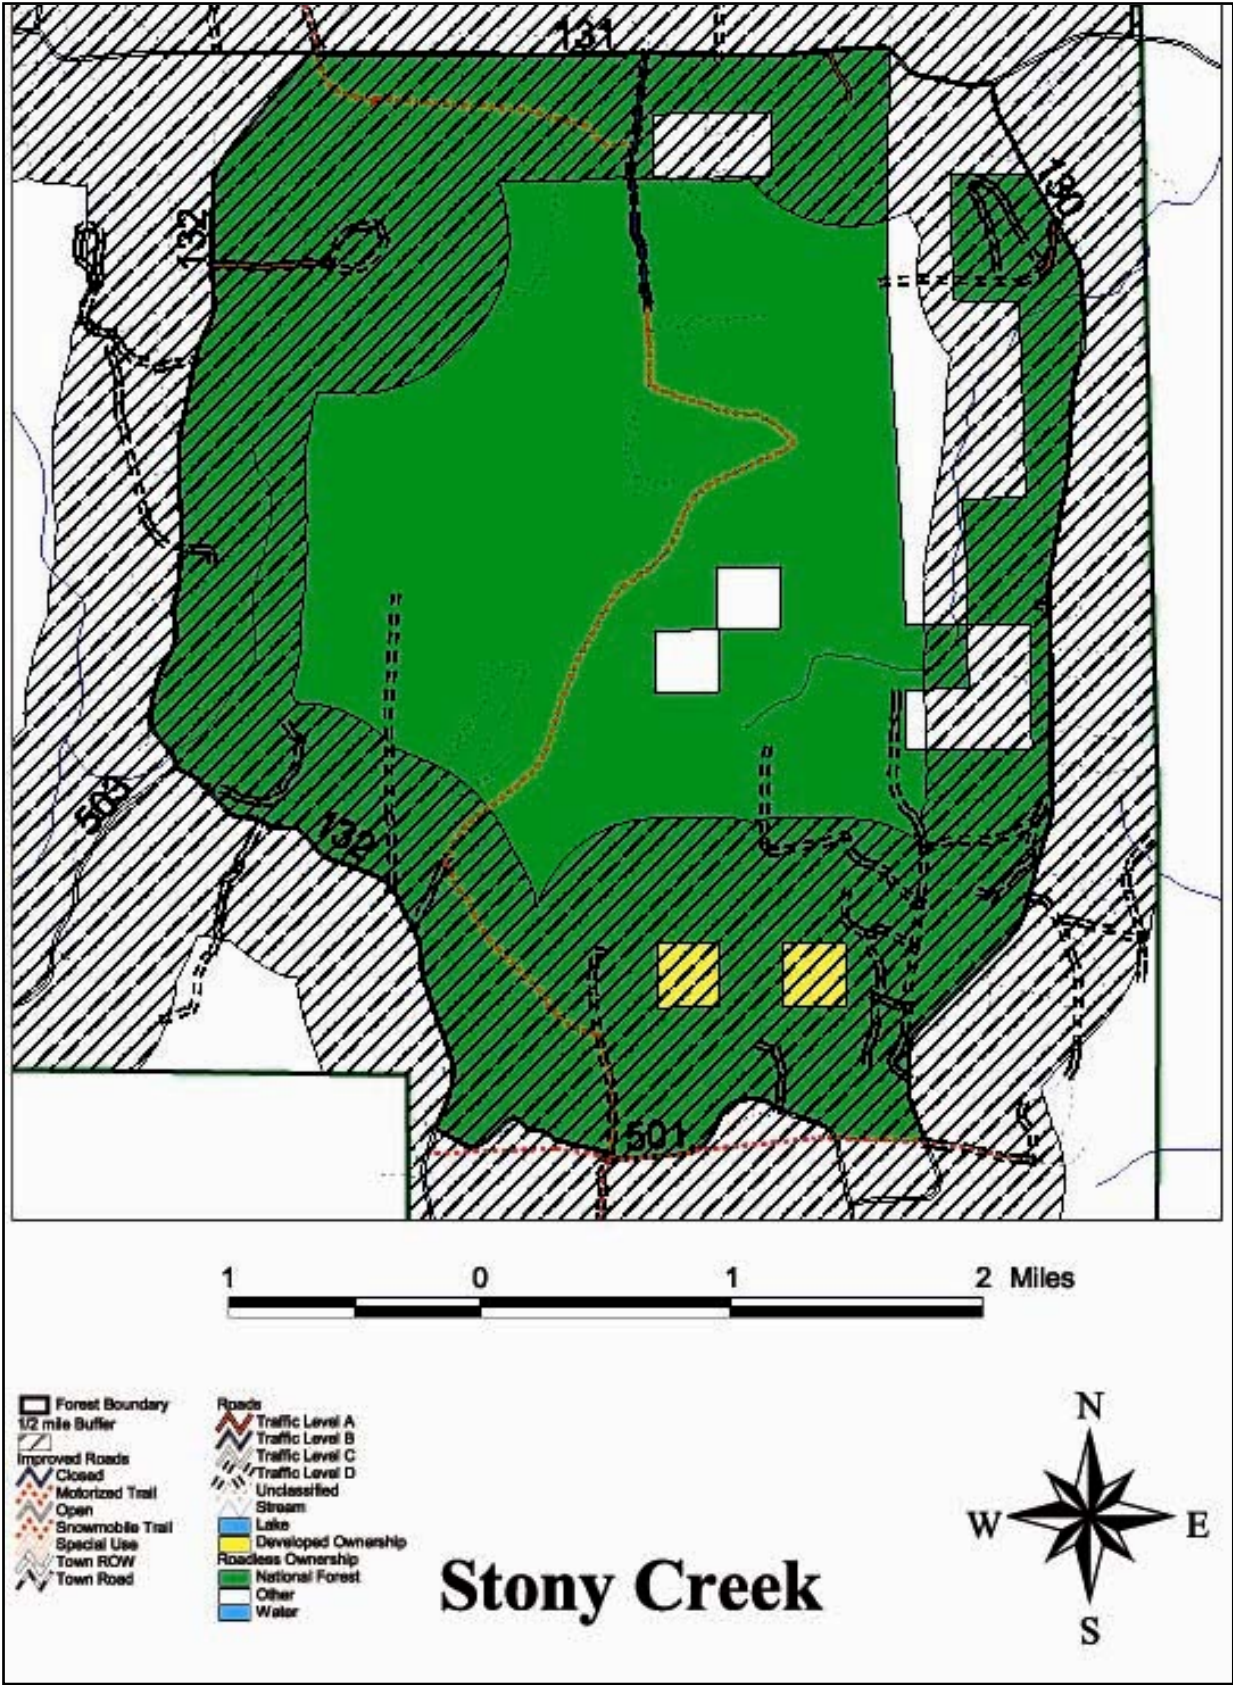 131
130
132
503
132
501
1 0 1 2 Miles
Forest Boundary
1/2 mile Buffer
Improved Roads
Closed
Motorized Trail
Open
Snowmobile Trail
Special Use
Town ROW
Town Road
Roads
Traffic Level A
Traffic Level B
Traffic Level C
Traffic Level D
Unclassified
Stream
Lake
Developed Ownership
Roadless Ownership
National Forest
Other
Water
Stony Creek
N
W E
S